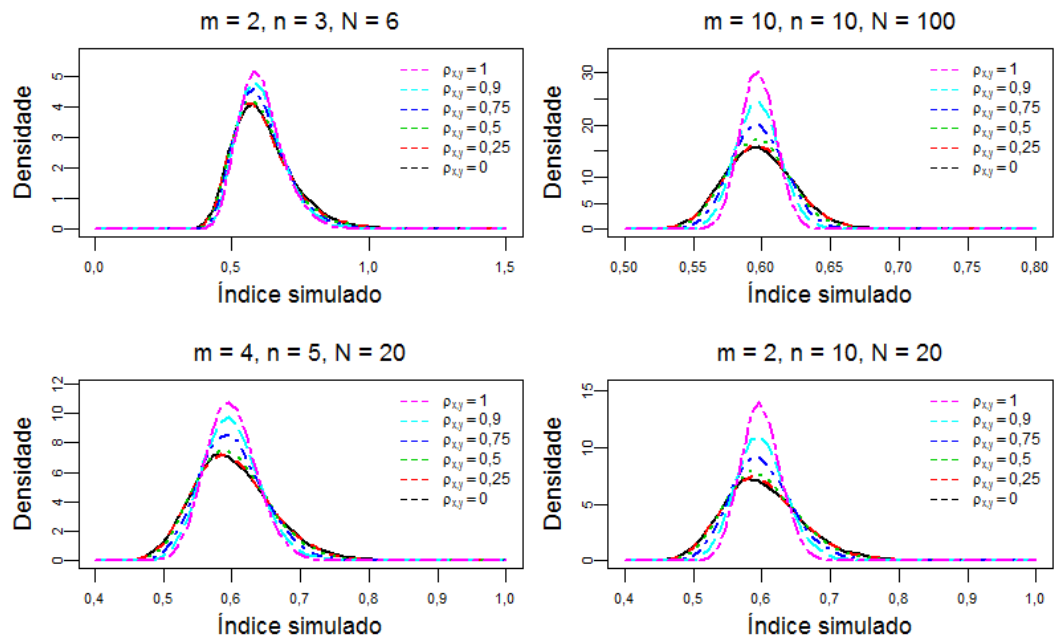 m = 2, n = 3, N = 6
Densidade
5
4
3
2
1
0
ρx,y = 1
ρx,y = 0,9
ρx,y = 0,75
ρx,y = 0,5
ρx,y = 0,25
ρx,y = 0
0,0 0,5 1,0 1,5
Índice simulado
m = 10, n = 10, N = 100
Densidade
30
20
10
5
0
ρx,y = 1
ρx,y = 0,9
ρx,y = 0,75
ρx,y = 0,5
ρx,y = 0,25
ρx,y = 0
0,50 0,55 0,60 0,65 0,70 0,75 0,80
Índice simulado
m = 4, n = 5, N = 20
Densidade
12
10
8
6
4
2
0
ρx,y = 1
ρx,y = 0,9
ρx,y = 0,75
ρx,y = 0,5
ρx,y = 0,25
ρx,y = 0
0,4 0,5 0,6 0,7 0,8 0,9 1,0
Índice simulado
m = 2, n = 10, N = 20
Densidade
15
10
5
0
ρx,y = 1
ρx,y = 0,9
ρx,y = 0,75
ρx,y = 0,5
ρx,y = 0,25
ρx,y = 0
0,4 0,5 0,6 0,7 0,8 0,9 1,0
Índice simulado